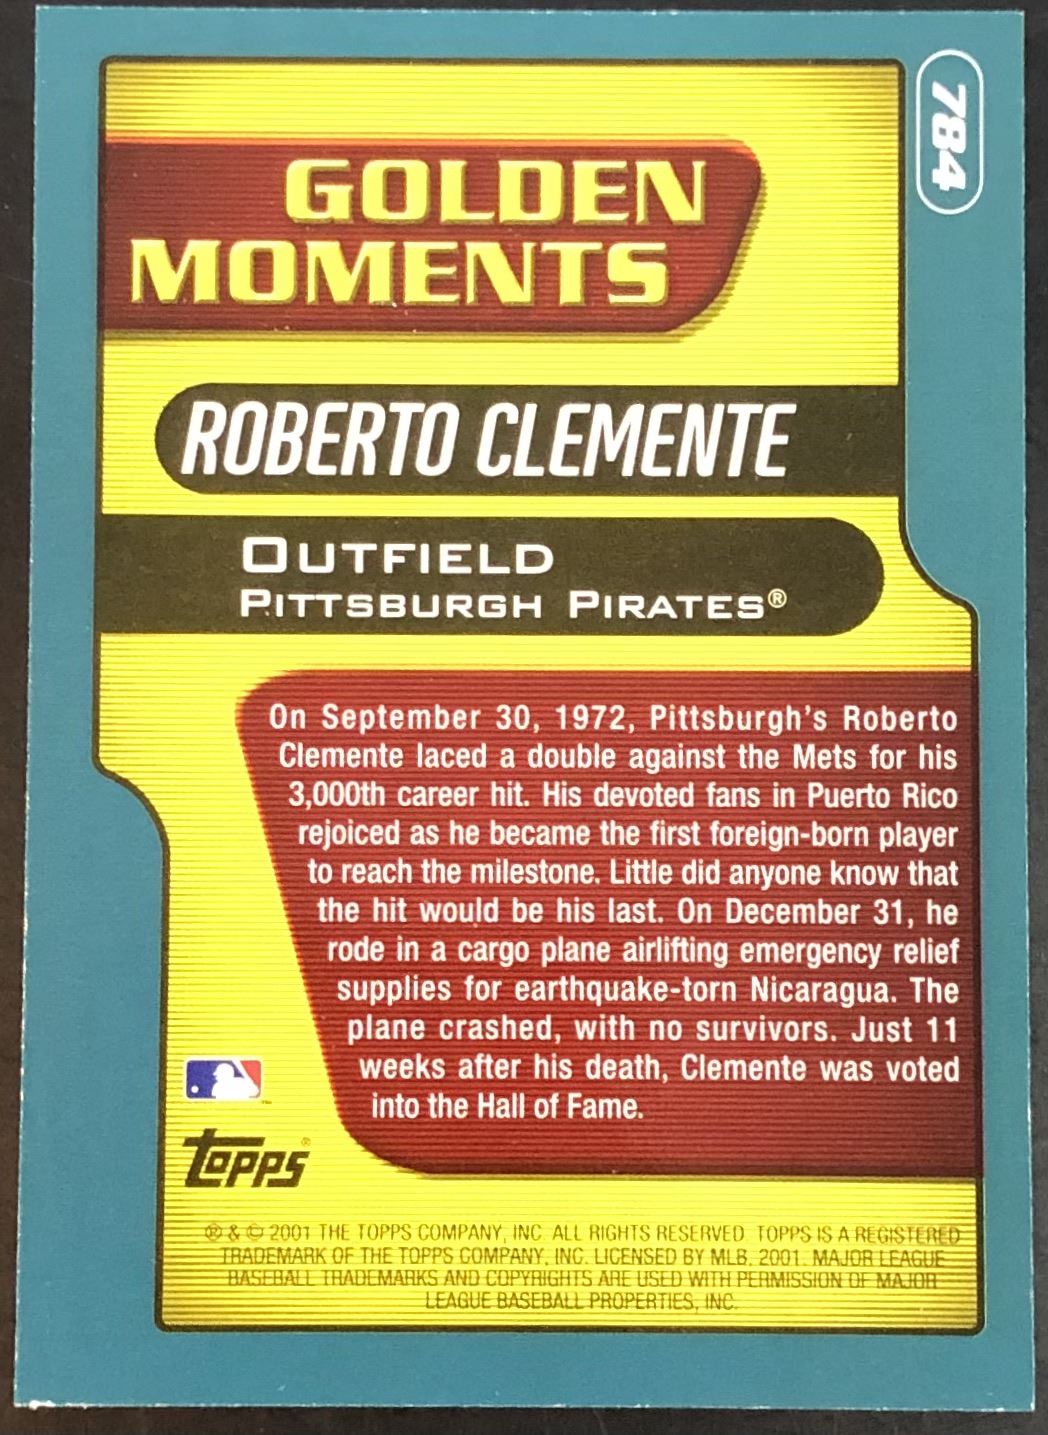 784
GOLDEN
MOMENTS
ROBERTO CLEMENTE
OUTFIELD
PITTSBURGH PIRATES®
On September 30, 1972, Pittsburgh's Roberto
Clemente laced a double against the Mets for his
3,000th career hit. His devoted fans in Puerto Rico
rejoiced as he became the first foreign-born player
to reach the milestone. Little did anyone know that
the hit would be his last. On December 31, he
rode in a cargo plane airlifting emergency relief
supplies for earthquake-torn Nicaragua. The
plane crashed, with no survivors. Just 11
weeks after his death, Clemente was voted
into the Hall of Fame.
TOPPS®
® & © 2001 THE TOPPS COMPANY, INC. ALL RIGHTS RESERVED. TOPPS IS A REGISTERED
TRADEMARK OF THE TOPPS COMPANY, INC. LICENSED BY MLB. 2001. MAJOR LEAGUE
BASEBALL TRADEMARKS AND COPYRIGHTS ARE USED WITH PERMISSION OF MAJOR
LEAGUE BASEBALL PROPERTIES, INC.